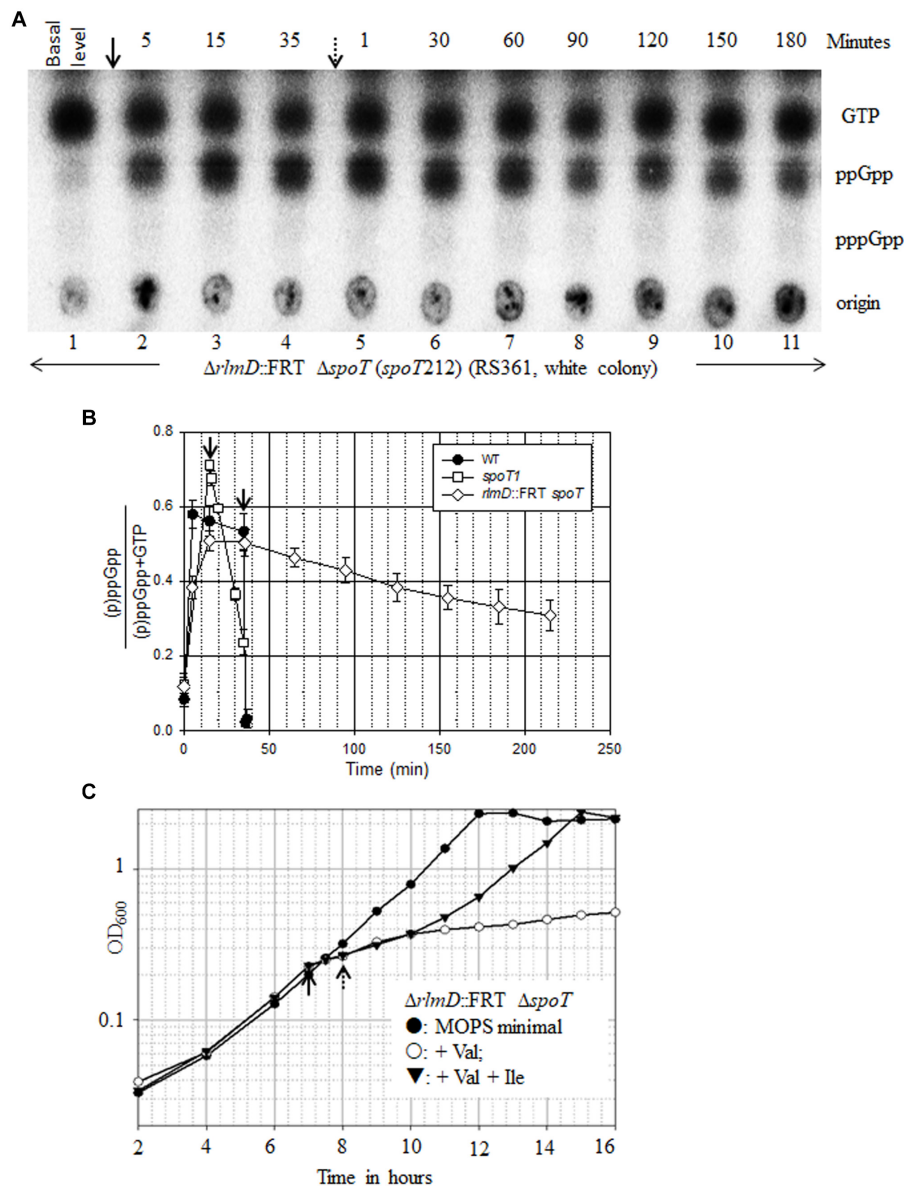 A
Basal level 5 15 35 1 30 60 90 120 150 180 Minutes
GTP
ppGpp
pppGpp
origin
1 2 3 4 5 6 7 8 9 10 11
ΔrlmD::FRT ΔspoT (spoT212) (RS361, white colony)
B
0.8
0.6
0.4
0.2
0.0
(p)ppGpp
(p)ppGpp+GTP
WT
spoT1
rlmD::FRT spoT
0 50 100 150 200 250
Time (min)
C
1
0.1
OD600
ΔrlmD::FRT ΔspoT
●: MOPS minimal
○: + Val;
▼: + Val + Ile
2 4 6 8 10 12 14 16
Time in hours